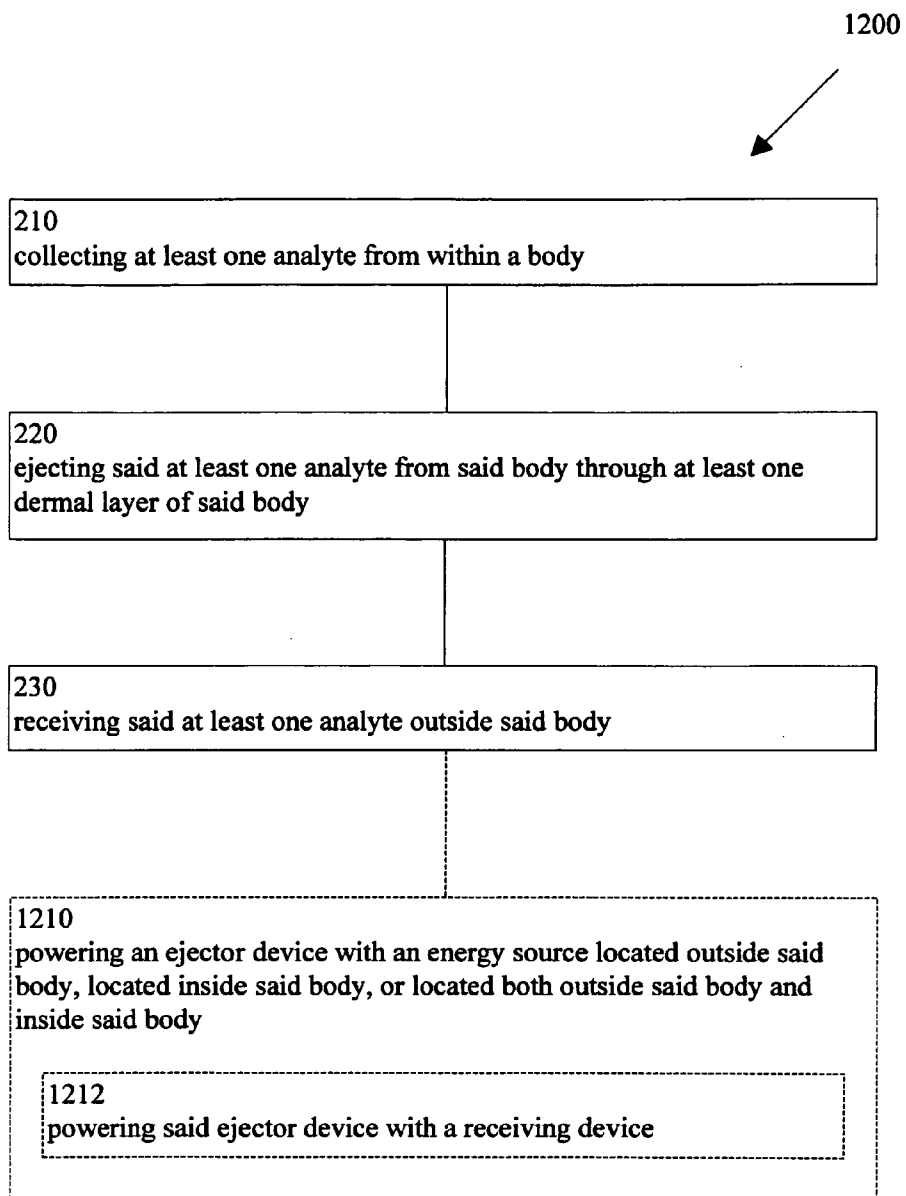 1200
210
collecting at least one analyte from within a body
220
ejecting said at least one analyte from said body through at least one
dermal layer of said body
230
receiving said at least one analyte outside said body
1210
powering an ejector device with an energy source located outside said
body, located inside said body, or located both outside said body and
inside said body
1212
powering said ejector device with a receiving device